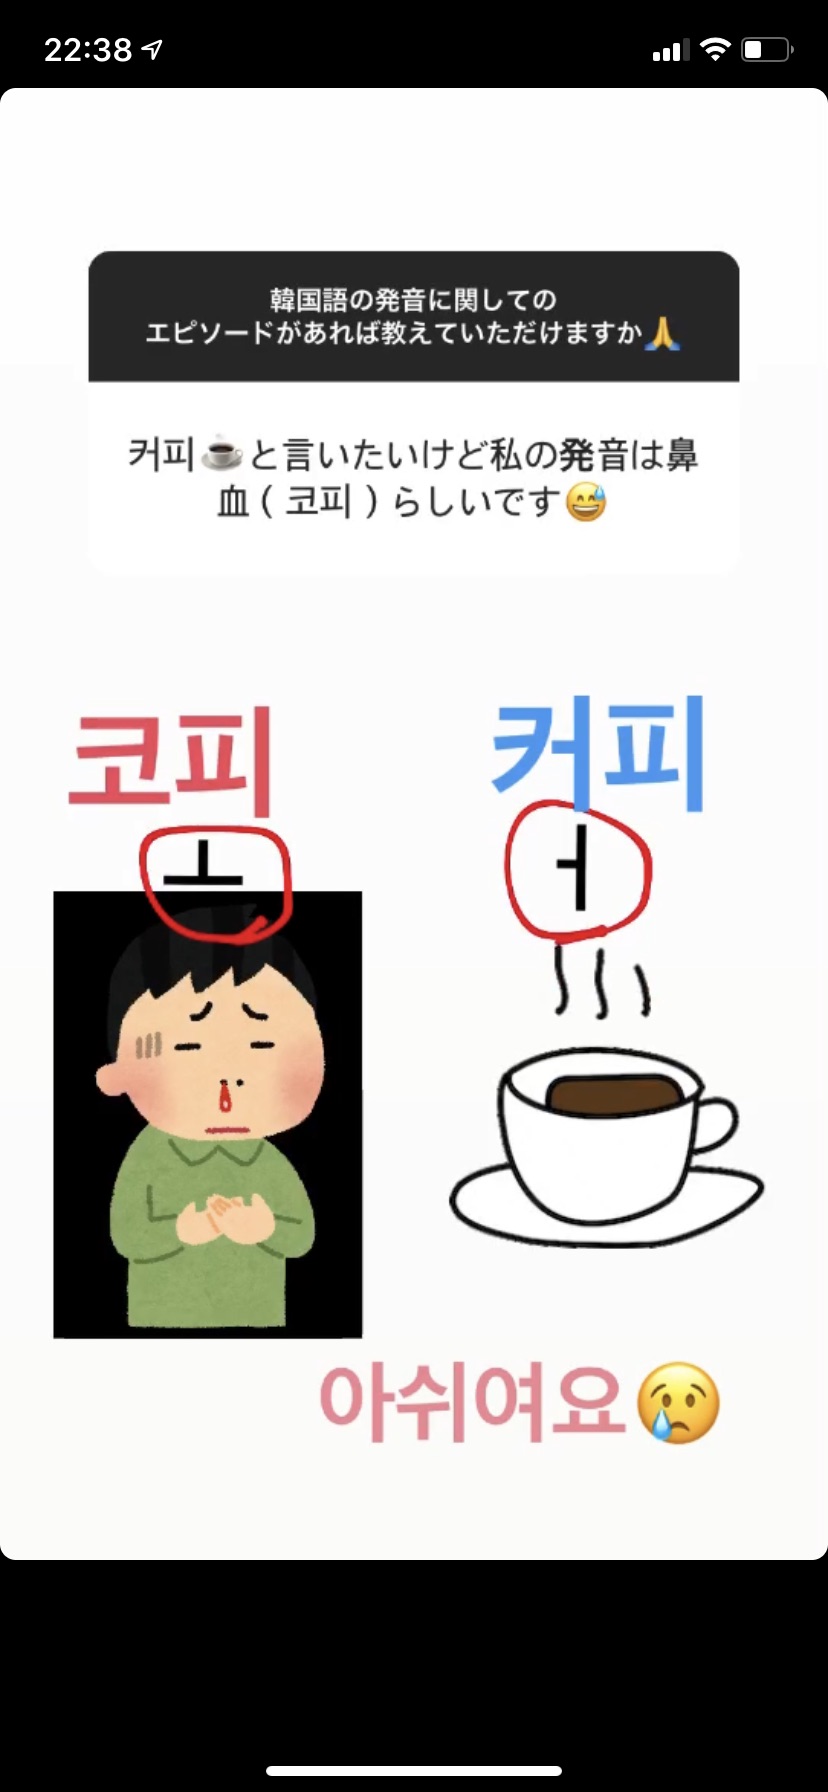 22:38
韓国語の発音に関しての
エピソードがあれば教えていただけますか🙏
커피☕と言いたいけど私の発音は鼻
血 ( 코피 ) らしいです😅
코피 커피
ㅗ ㅓ
아쉬여요😢